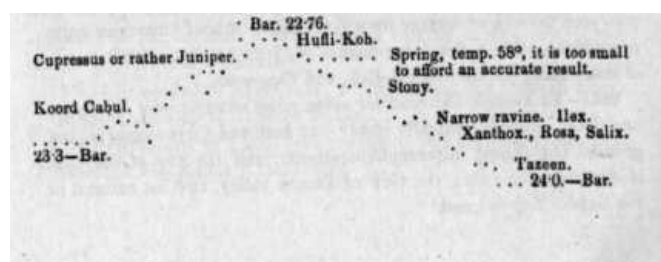 Bar. 22·76.
Hufli-Koh.
Cupressus or rather Juniper.
Spring, temp. 58°, it is too small
to afford an accurate result.
Stony.
Koord Cabul.
Narrow ravine. Ilex.
Xanthox., Rosa, Salix.
23·3—Bar.
Tazeen.
24·0.—Bar.